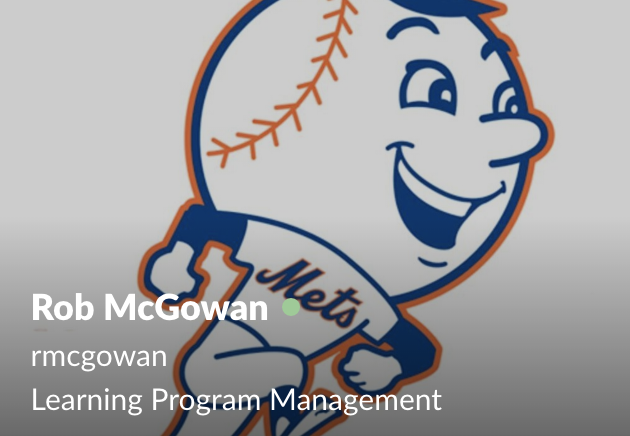 Mets
Rob McGowan
rmcgowan
Learning Program Management